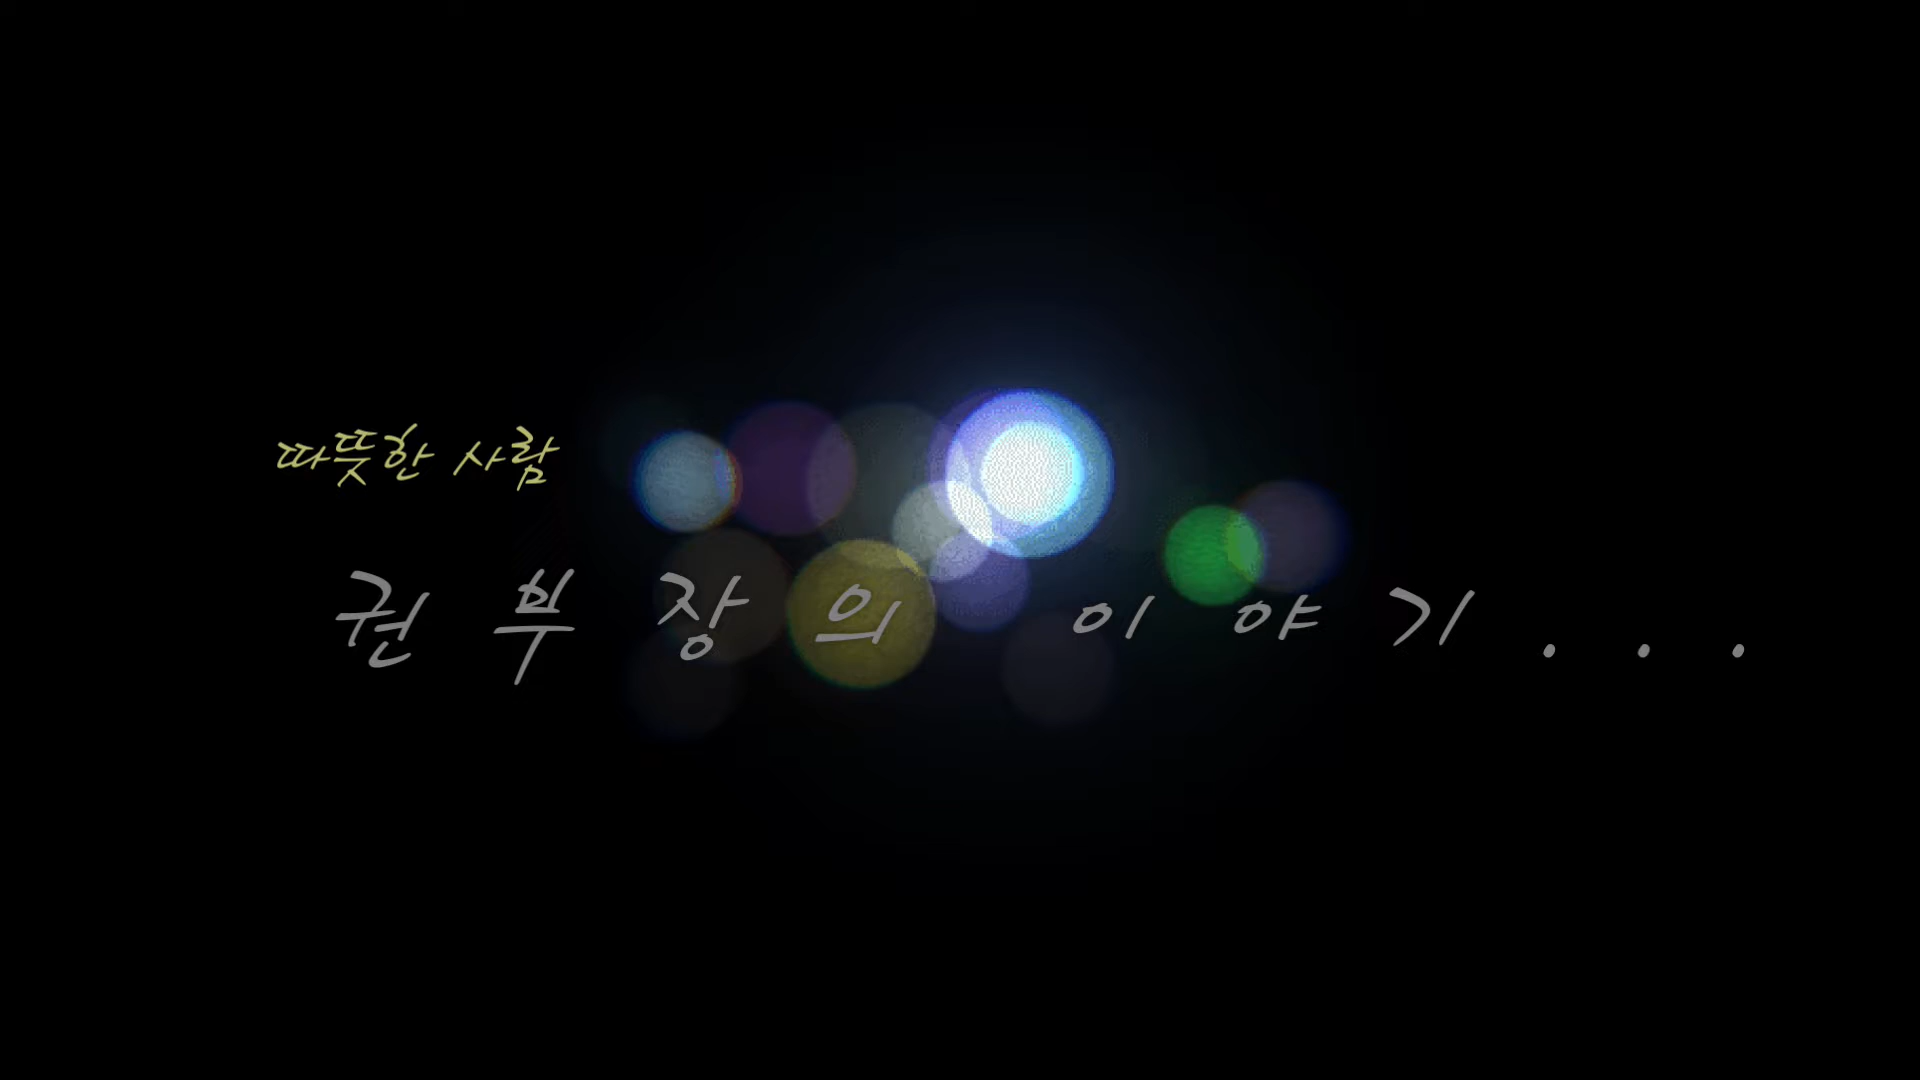 따뜻한 사람
권 부 장 의 이 야 기 . . .